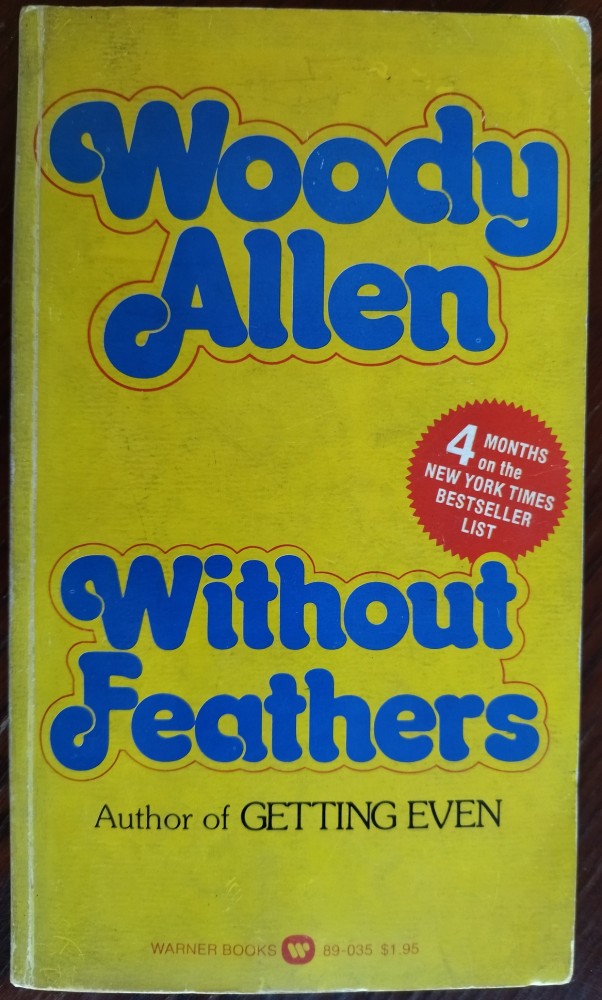 Woody
Allen
4 MONTHS
on the
NEW YORK TIMES
BESTSELLER
LIST
Without
Feathers
Author of GETTING EVEN
WARNER BOOKS W 89-035 $1.95